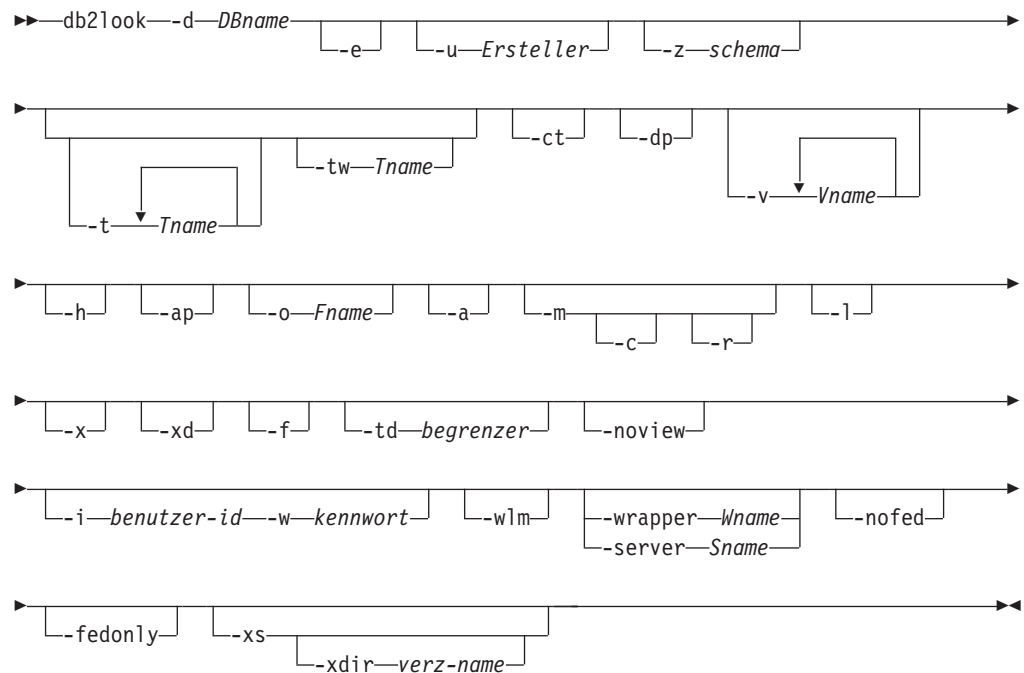 db2look -d DBname
-e -u Ersteller -z schema
-ct -dp
-tw Tname
-v Vname
-t Tname
-h -ap -o Fname -a -m -l
-c -r
-x -xd -f -td begrenzer -noview
-i benutzer-id -w kennwort -wlm -wrapper Wname -nofed
-server Sname
-fedonly -xs
-xdir verz-name